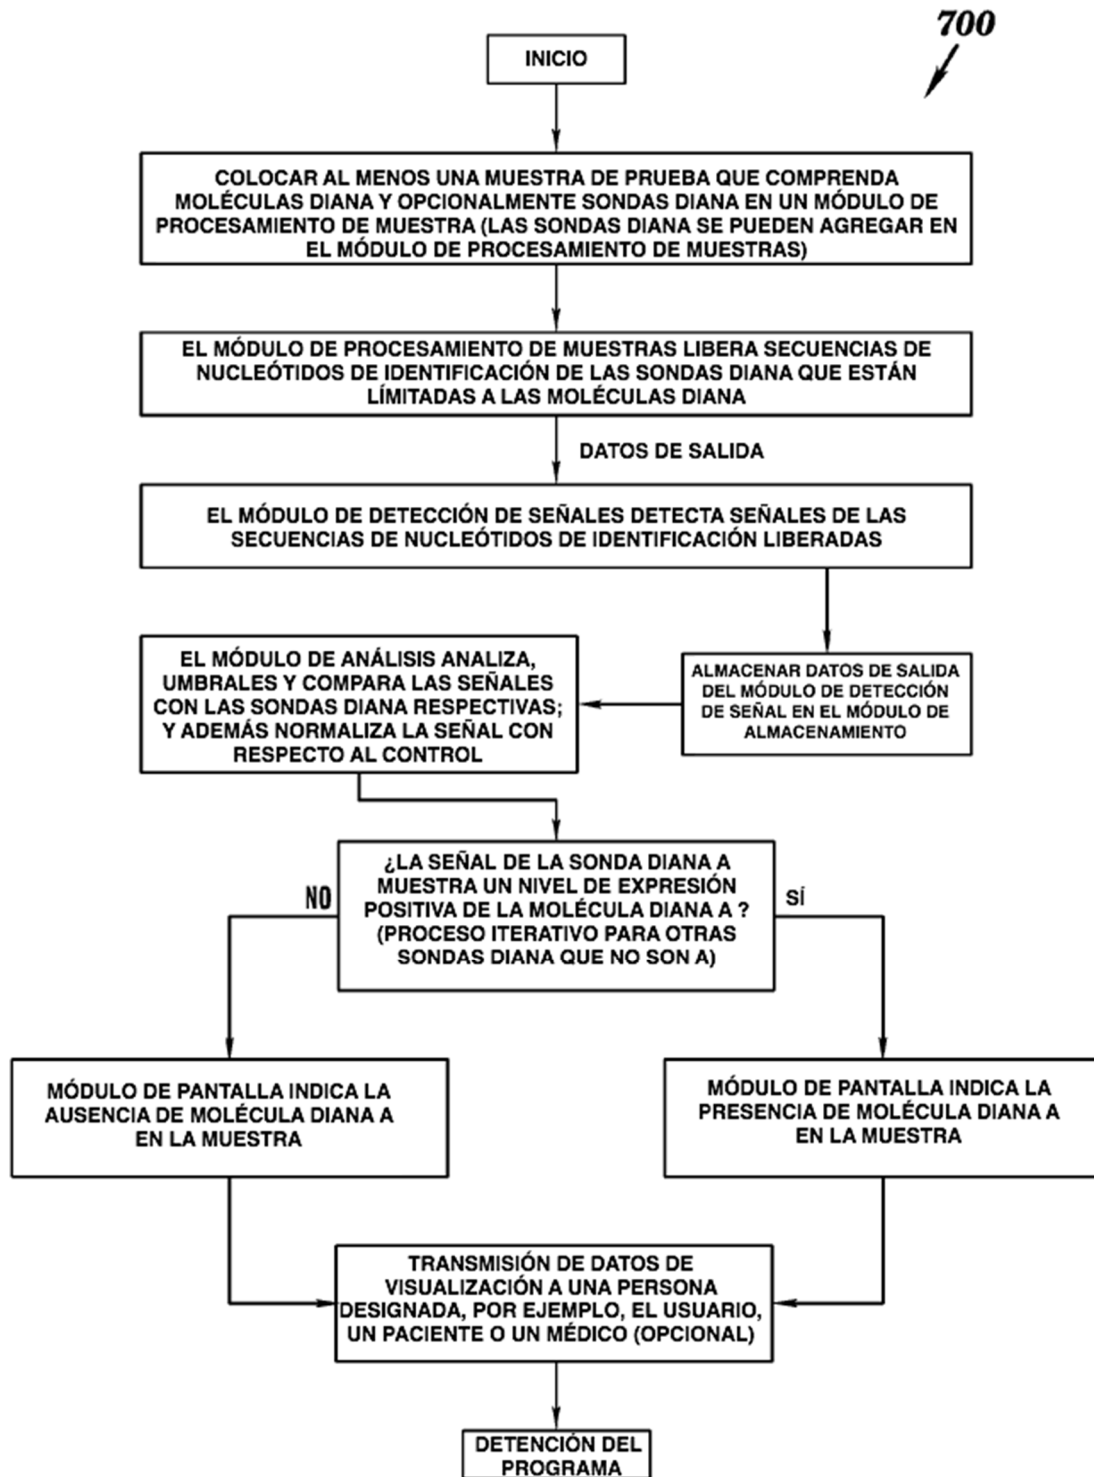 700
INICIO
COLOCAR AL MENOS UNA MUESTRA DE PRUEBA QUE COMPRENDA
MOLÉCULAS DIANA Y OPCIONALMENTE SONDAS DIANA EN UN MÓDULO DE
PROCESAMIENTO DE MUESTRA (LAS SONDAS DIANA SE PUEDEN AGREGAR EN
EL MÓDULO DE PROCESAMIENTO DE MUESTRAS)
EL MÓDULO DE PROCESAMIENTO DE MUESTRAS LIBERA SECUENCIAS DE
NUCLEÓTIDOS DE IDENTIFICACIÓN DE LAS SONDAS DIANA QUE ESTÁN
LÍMITADAS A LAS MOLÉCULAS DIANA
DATOS DE SALIDA
EL MÓDULO DE DETECCIÓN DE SEÑALES DETECTA SEÑALES DE LAS
SECUENCIAS DE NUCLEÓTIDOS DE IDENTIFICACIÓN LIBERADAS
EL MÓDULO DE ANÁLISIS ANALIZA,
UMBRALES Y COMPARA LAS SEÑALES
CON LAS SONDAS DIANA RESPECTIVAS;
Y ADEMÁS NORMALIZA LA SEÑAL CON
RESPECTO AL CONTROL
ALMACENAR DATOS DE SALIDA
DEL MÓDULO DE DETECCIÓN
DE SEÑAL EN EL MÓDULO DE
ALMACENAMIENTO
¿LA SEÑAL DE LA SONDA DIANA A
MUESTRA UN NIVEL DE EXPRESIÓN
POSITIVA DE LA MOLÉCULA DIANA A ?
(PROCESO ITERATIVO PARA OTRAS
SONDAS DIANA QUE NO SON A)
NO
SÍ
MÓDULO DE PANTALLA INDICA LA
AUSENCIA DE MOLÉCULA DIANA A
EN LA MUESTRA
MÓDULO DE PANTALLA INDICA LA
PRESENCIA DE MOLÉCULA DIANA A
EN LA MUESTRA
TRANSMISIÓN DE DATOS DE
VISUALIZACIÓN A UNA PERSONA
DESIGNADA, POR EJEMPLO, EL USUARIO,
UN PACIENTE O UN MÉDICO (OPCIONAL)
DETENCIÓN DEL
PROGRAMA